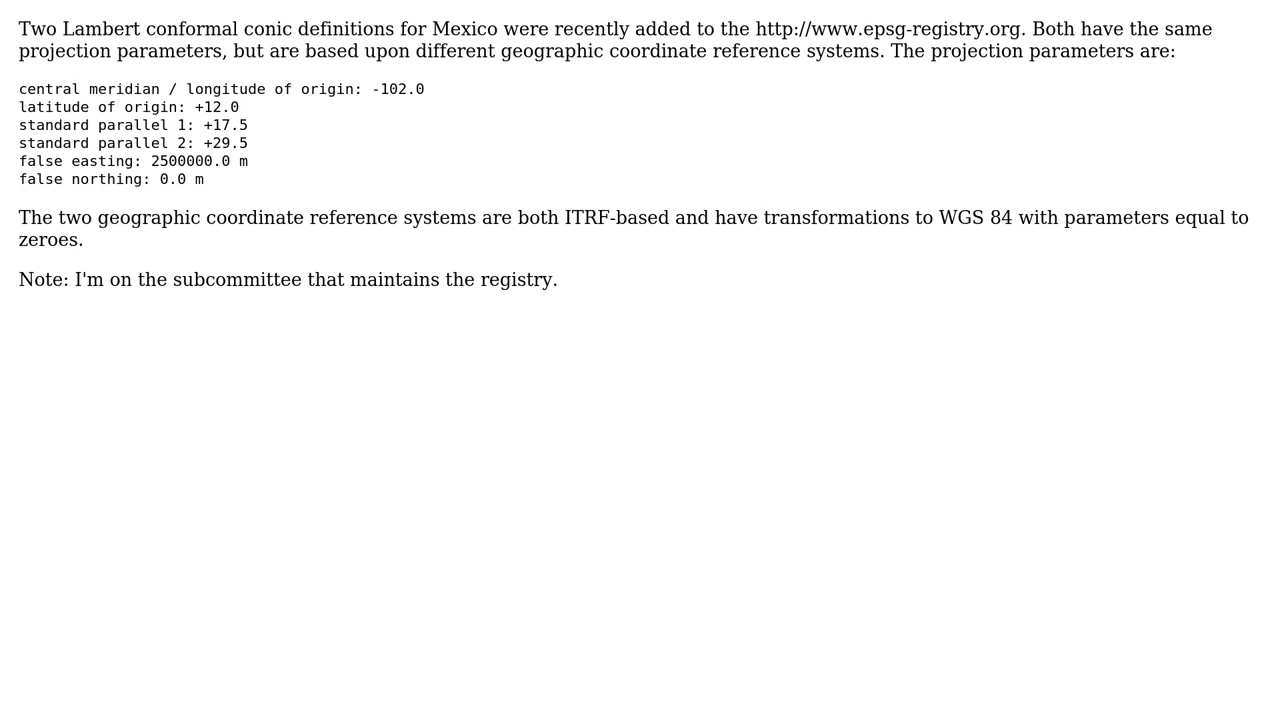 Two Lambert conformal conic definitions for Mexico were recently added to the http://www.epsg-registry.org. Both have the same
projection parameters, but are based upon different geographic coordinate reference systems. The projection parameters are:
central meridian / longitude of origin: -102.0
latitude of origin: +12.0
standard parallel 1: +17.5
standard parallel 2: +29.5
false easting: 2500000.0 m
false northing: 0.0 m
The two geographic coordinate reference systems are both ITRF-based and have transformations to WGS 84 with parameters equal to
zeroes.
Note: I'm on the subcommittee that maintains the registry.